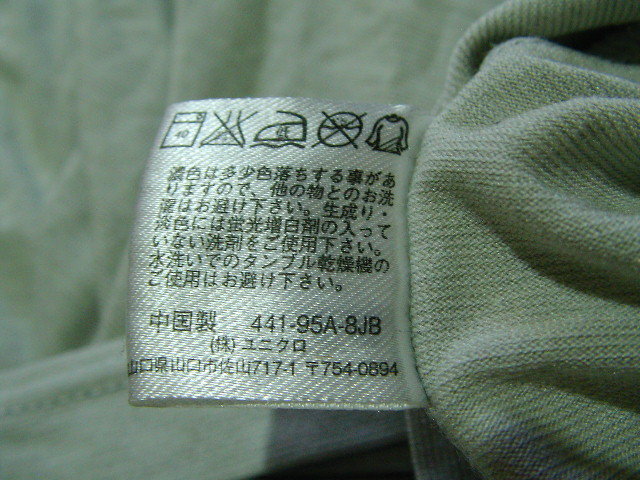 40
濃色は多少色落ちする事があ
りますので、他の物とのお洗
濯はお避け下さい。生成り・
淡色には蛍光増白剤の入って
いない洗剤をご使用下さい。
水洗いでのタンブル乾燥機の
ご使用はお避け下さい。
中国製 441-95A-8JB
(株) ユニクロ
山口県山口市佐山717-1 〒754-0894